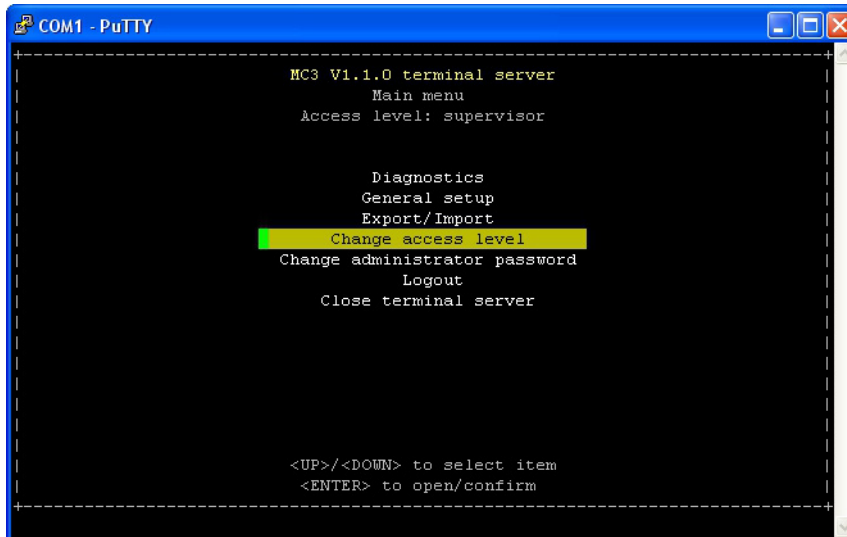 COM1 - PuTTY
MC3 V1.1.0 terminal server
Main menu
Access level: supervisor
Diagnostics
General setup
Export/Import
Change access level
Change administrator password
Logout
Close terminal server
<UP>/<DOWN> to select item
<ENTER> to open/confirm